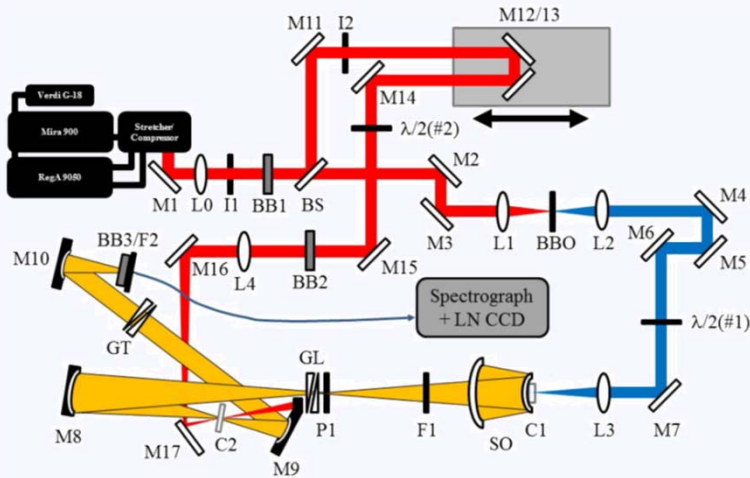 M11
I2
M12/13
Verdi G-18
Mira 900
Stretcher/
Compressor
RegA 9050
M14
λ/2(#2)
M1
L0
I1
BB1
BS
M2
M3
L1
BBO
L2
M4
M6
M5
M10
BB3/F2
M16
L4
BB2
M15
Spectrograph
+ LN CCD
λ/2(#1)
GT
GL
M8
M17
C2
M9
P1
F1
SO
C1
L3
M7